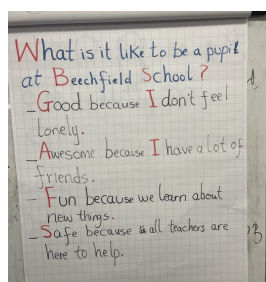 What is it like to be a pupil
at Beechfield School?
_Good because I don't feel
lonely.
_Awesome because I have a lot of
friends.
- Fun because we learn about
new things.
_Safe because all teachers are
here to help.